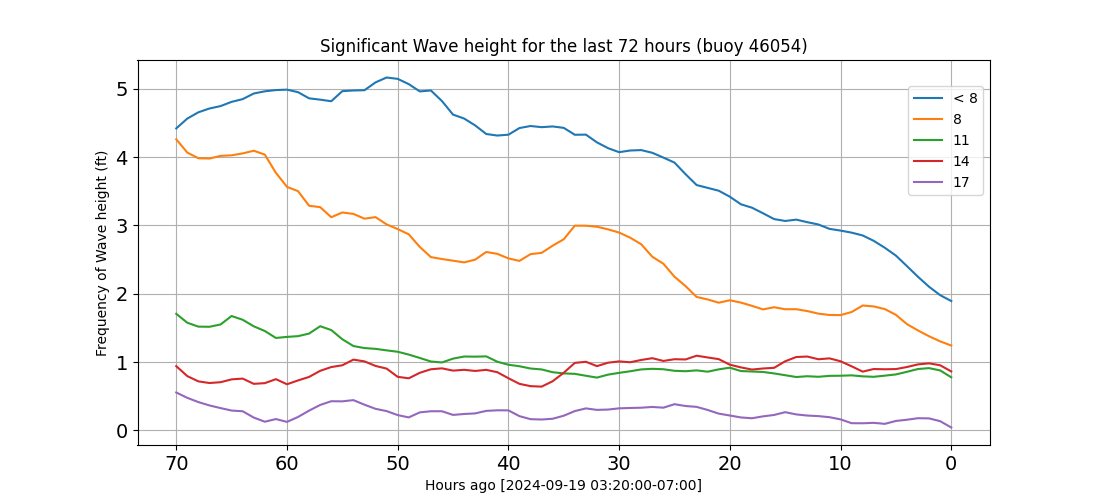 Significant Wave height for the last 72 hours (buoy 46054)
Frequency of Wave height (ft)
5
4
3
2
1
0
< 8
8
11
14
17
70 60 50 40 30 20 10 0
Hours ago [2024-09-19 03:20:00-07:00]